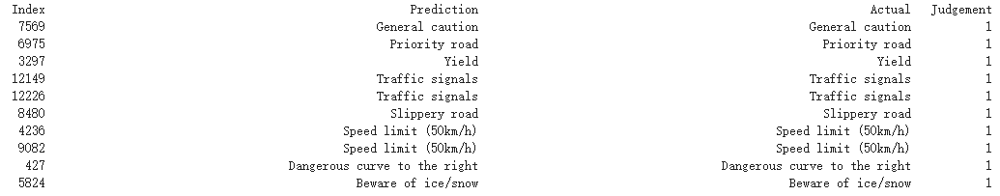 Index Prediction Actual Judgement
7569 General caution General caution 1
6975 Priority road Priority road 1
3297 Yield Yield 1
12149 Traffic signals Traffic signals 1
12226 Traffic signals Traffic signals 1
8480 Slippery road Slippery road 1
4236 Speed limit (50km/h) Speed limit (50km/h) 1
9082 Speed limit (50km/h) Speed limit (50km/h) 1
427 Dangerous curve to the right Dangerous curve to the right 1
5824 Beware of ice/snow Beware of ice/snow 1